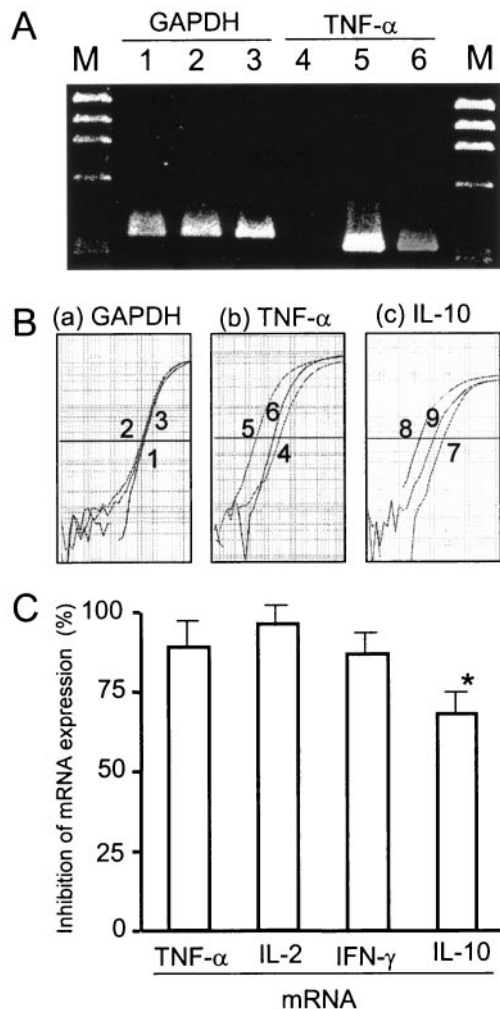 A
GAPDH TNF-α
M 1 2 3 4 5 6 M
B
(a) GAPDH (b) TNF-α (c) IL-10
2 3 1
5 6 4
8 9 7
C
Inhibition of mRNA expression (%)
100
75
50
25
0
*
TNF-α IL-2 IFN-γ IL-10
mRNA